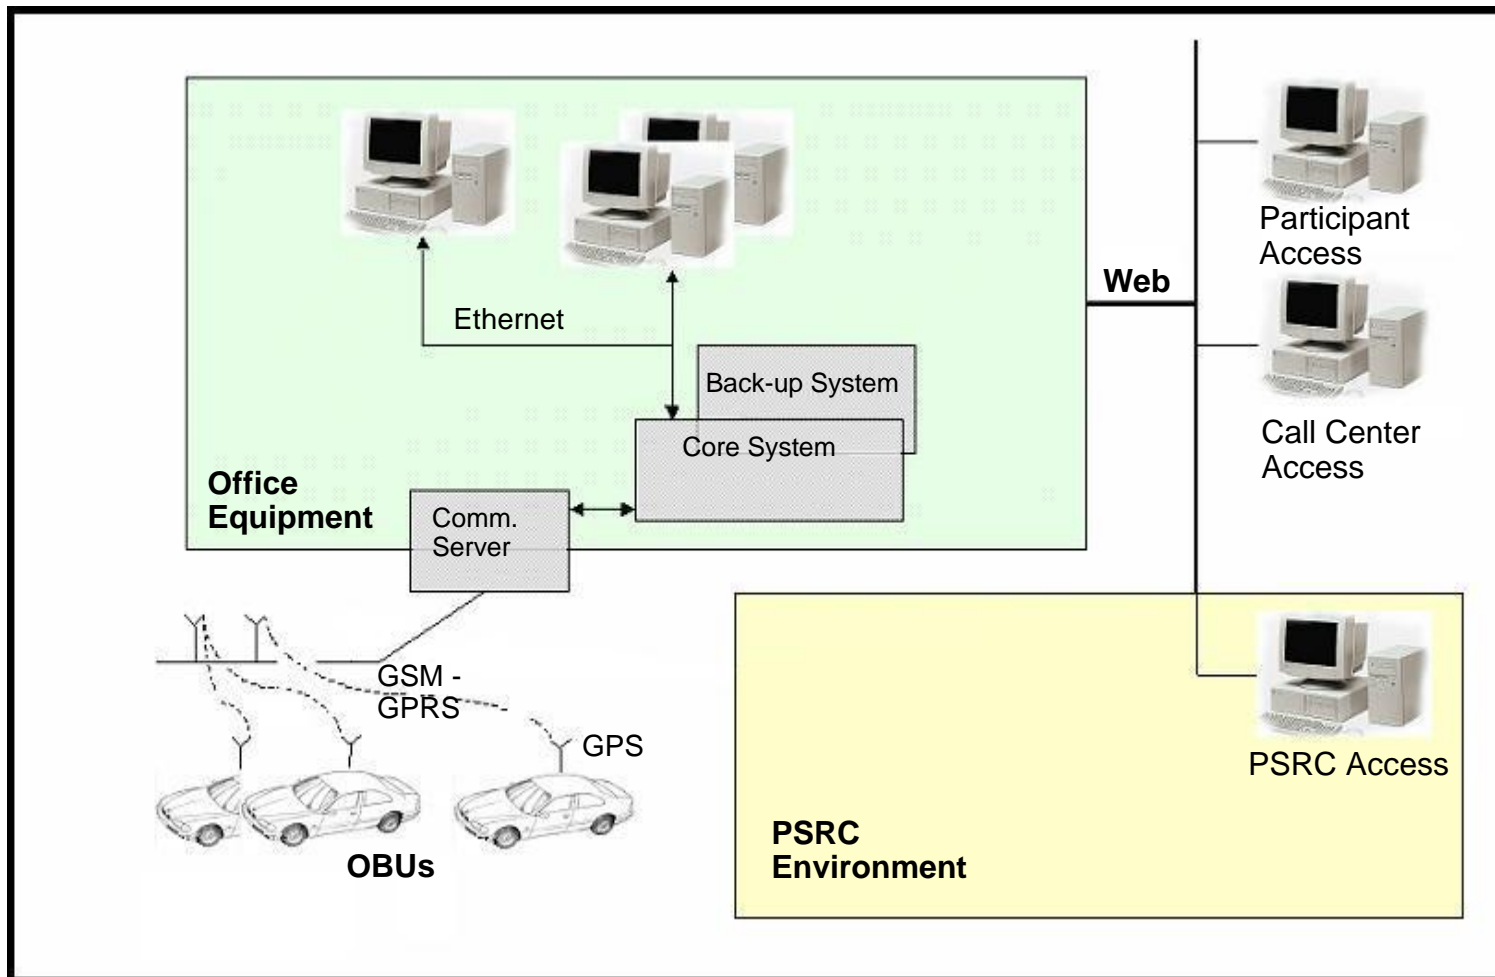 Participant
Access
Web
Ethernet
Back-up System
Call Center
Access
Core System
Office
Equipment
Comm.
Server
GSM -
GPRS
GPS
PSRC Access
OBUs
PSRC
Environment